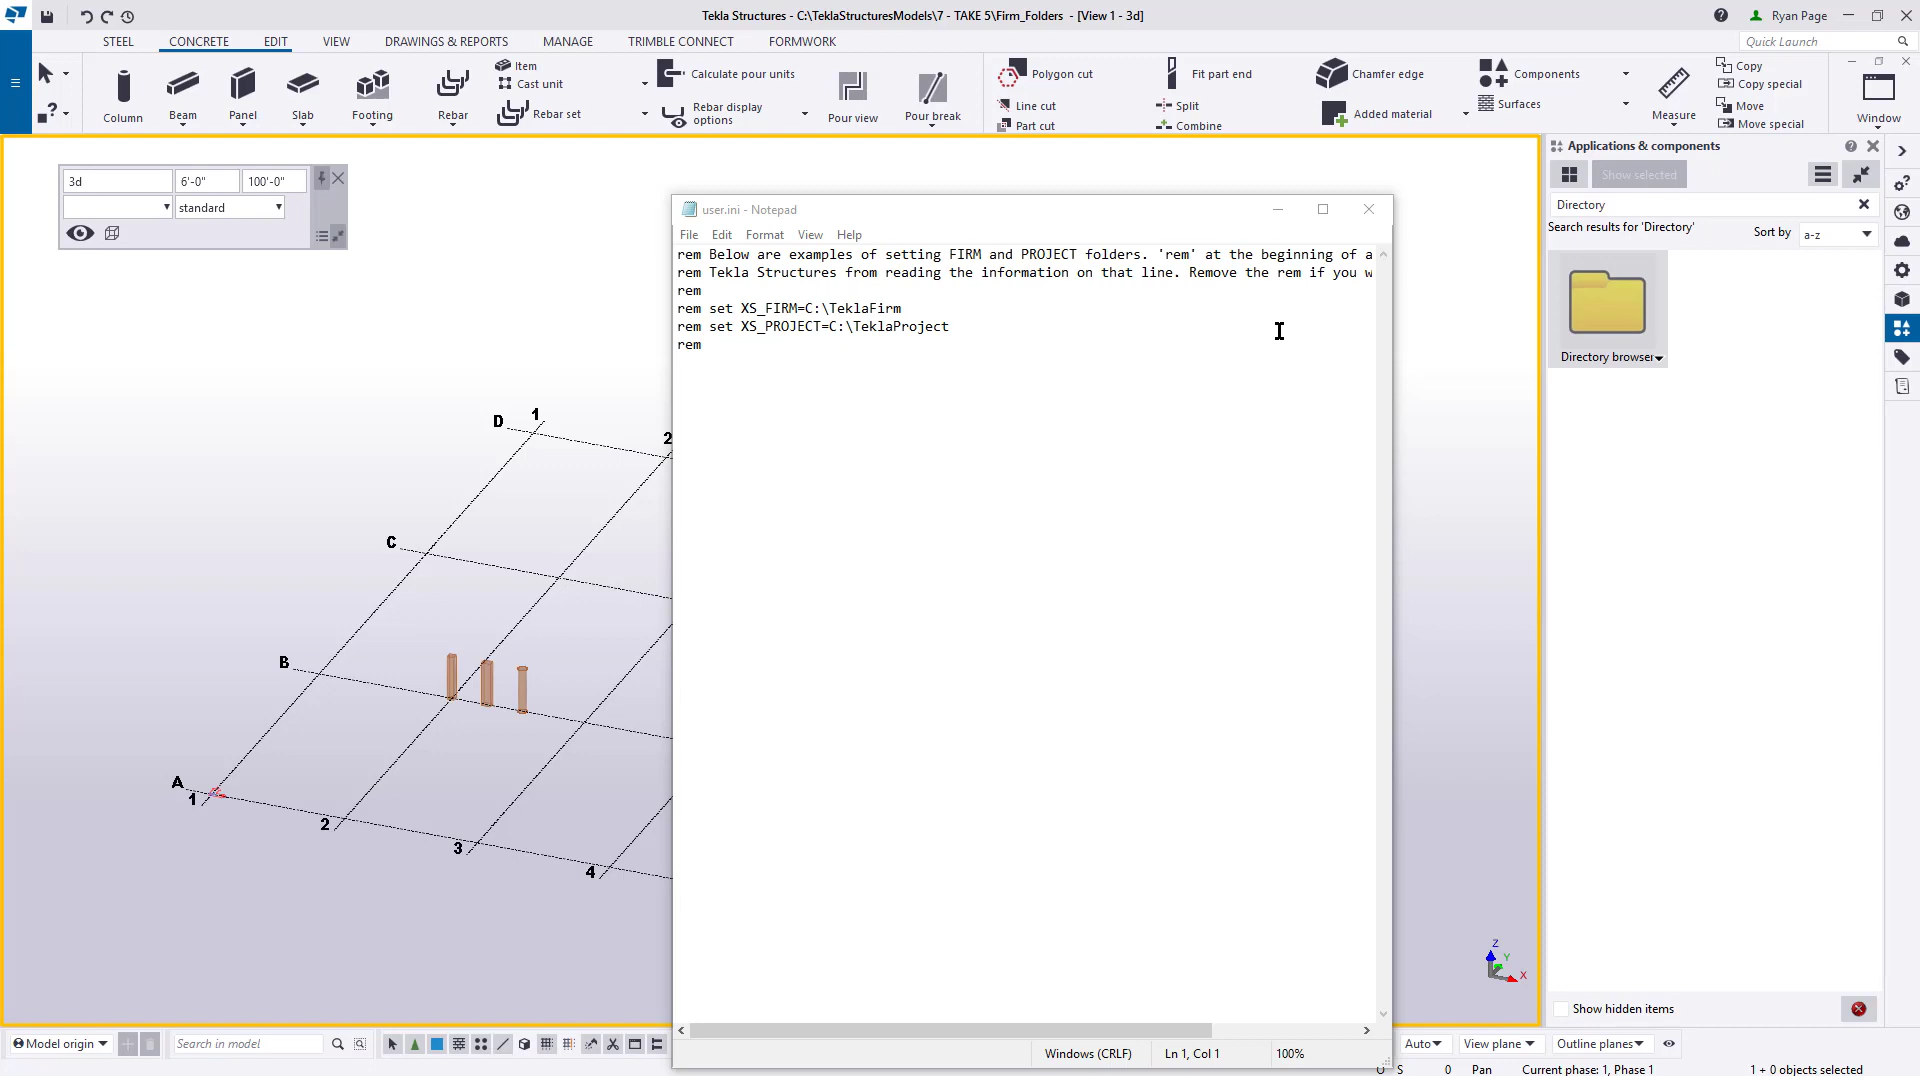 Tekla Structures - C:\TeklaStructuresModels\7 - TAKE 5\Firm_Folders - [View 1 - 3d]
Ryan Page
STEEL CONCRETE EDIT VIEW DRAWINGS & REPORTS MANAGE TRIMBLE CONNECT FORMWORK
Quick Launch
Column
Beam
Panel
Slab
Footing
Rebar
Item
Cast unit
Rebar set
Calculate pour units
Rebar display
options
Pour view
Pour break
Polygon cut
Line cut
Part cut
Fit part end
Split
Combine
Chamfer edge
Added material
Components
Surfaces
Measure
Copy
Copy special
Move
Move special
Window
3d 6'-0" 100'-0"
standard
user.ini - Notepad
File Edit Format View Help
rem Below are examples of setting FIRM and PROJECT folders. 'rem' at the beginning of a
rem Tekla Structures from reading the information on that line. Remove the rem if you w
rem
rem set XS_FIRM=C:\TeklaFirm
rem set XS_PROJECT=C:\TeklaProject
rem
Windows (CRLF) Ln 1, Col 1 100%
D 1
2
C
B
A
1
2
3
4
Z
Y
X
Applications & components
Show selected
Directory
Search results for 'Directory'
Sort by a-z
Directory browser
Show hidden items
Model origin
Search in model
Auto
View plane
Outline planes
O S 0 Pan Current phase: 1, Phase 1 1 + 0 objects selected